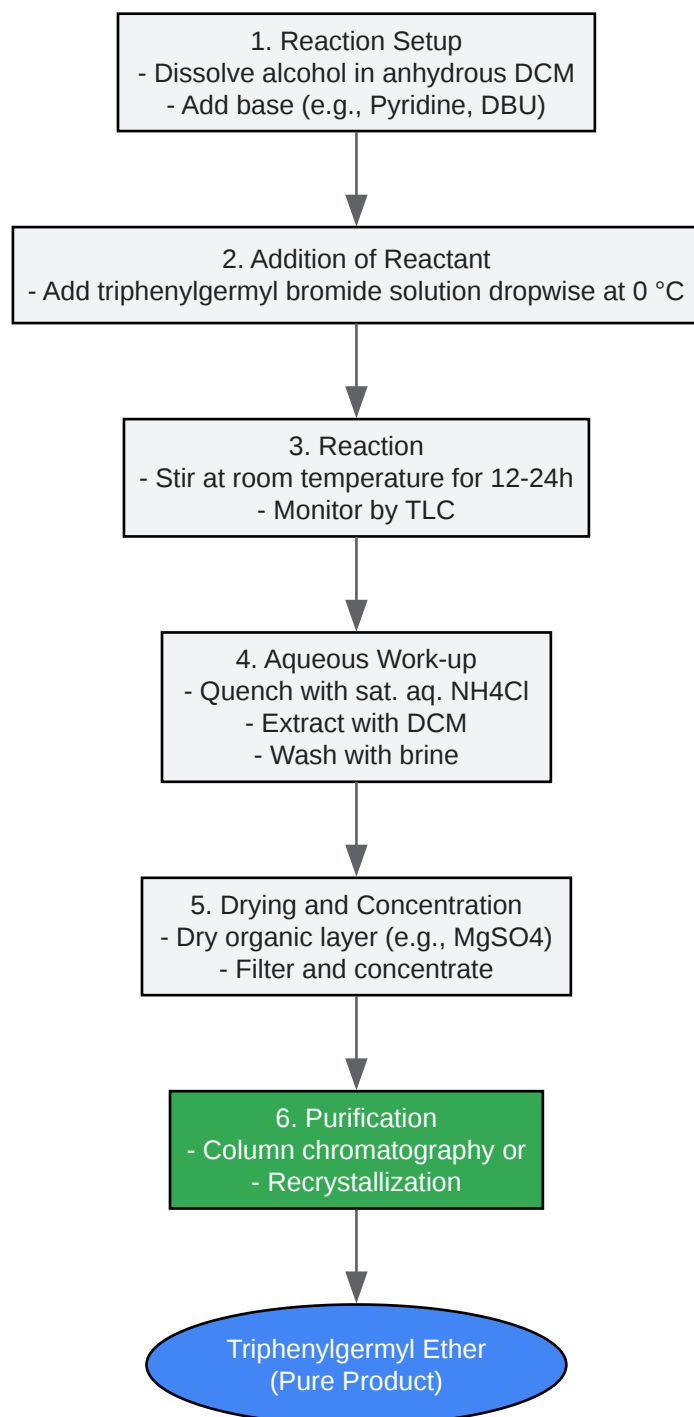 1. Reaction Setup
- Dissolve alcohol in anhydrous DCM
- Add base (e.g., Pyridine, DBU)
2. Addition of Reactant
- Add triphenylgermyl bromide solution dropwise at 0 °C
3. Reaction
- Stir at room temperature for 12-24h
- Monitor by TLC
4. Aqueous Work-up
- Quench with sat. aq. NH4Cl
- Extract with DCM
- Wash with brine
5. Drying and Concentration
- Dry organic layer (e.g., MgSO4)
- Filter and concentrate
6. Purification
- Column chromatography or
- Recrystallization
Triphenylgermyl Ether
(Pure Product)